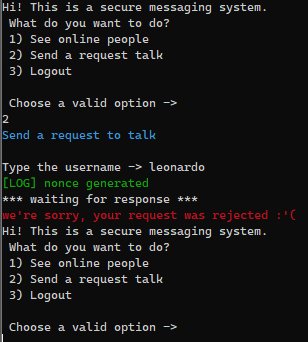 Hi! This is a secure messaging system.
What do you want to do?
1) See online people
2) Send a request talk
3) Logout
Choose a valid option ->
2
Send a request to talk
Type the username -> leonardo
[LOG] nonce generated
*** waiting for response ***
we're sorry, your request was rejected :'(
Hi! This is a secure messaging system.
What do you want to do?
1) See online people
2) Send a request talk
3) Logout
Choose a valid option ->